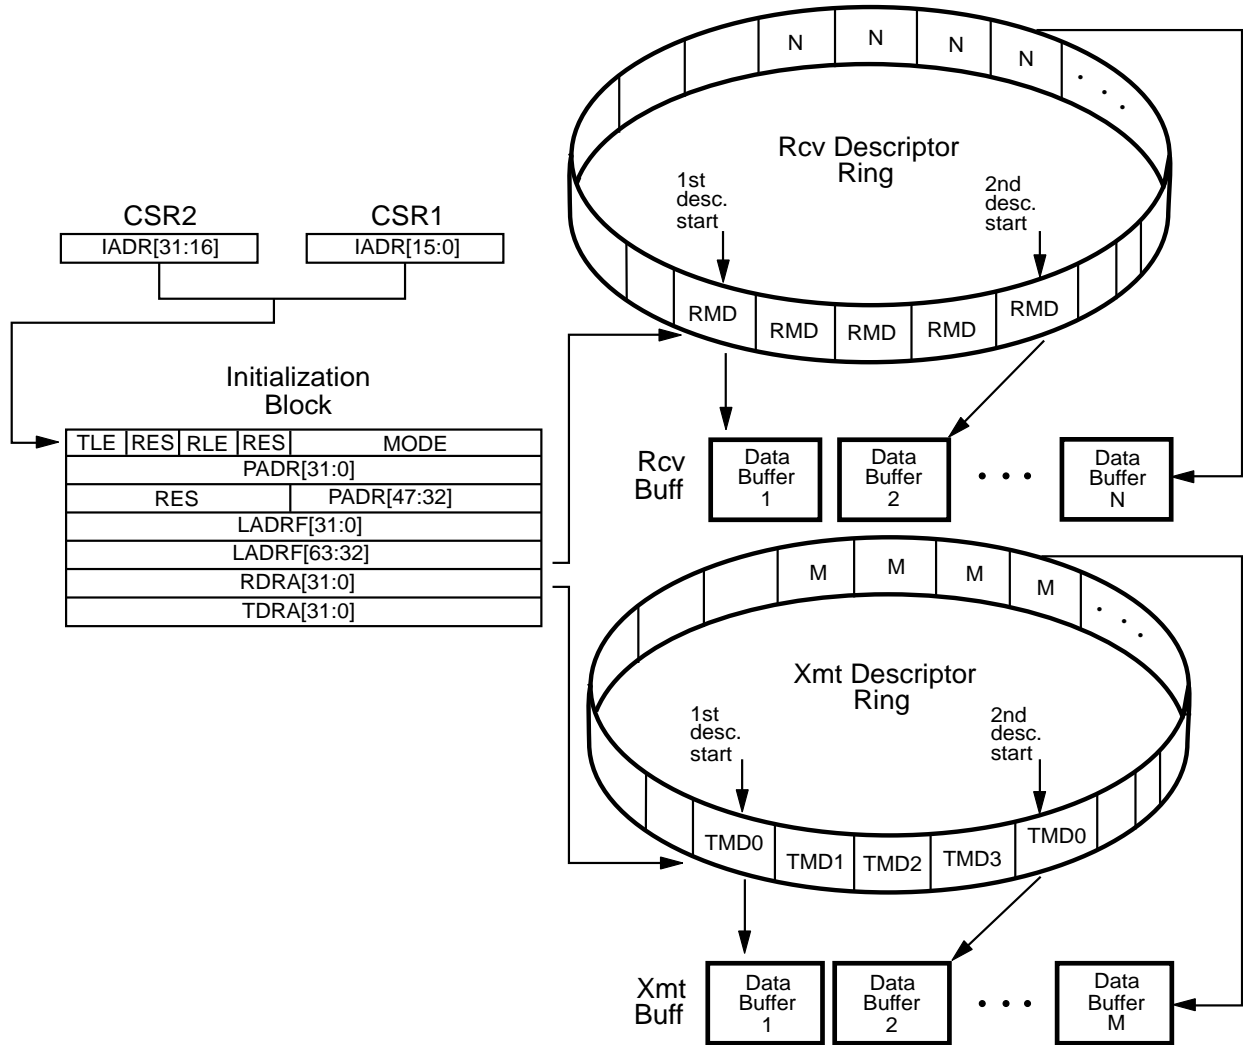 N N N N
Rcv Descriptor
Ring
1st
desc.
start
2nd
desc.
start
CSR2
CSR1
IADR[31:16]
IADR[15:0]
RMD RMD RMD RMD RMD
Initialization
Block
TLE RES RLE RES MODE
PADR[31:0]
RES PADR[47:32]
LADRF[31:0]
LADRF[63:32]
RDRA[31:0]
TDRA[31:0]
Rcv
Buff
Data
Buffer
1
Data
Buffer
2
• • •
Data
Buffer
N
M M M M
Xmt Descriptor
Ring
1st
desc.
start
2nd
desc.
start
TMD0 TMD1 TMD2 TMD3 TMD0
Xmt
Buff
Data
Buffer
1
Data
Buffer
2
• • •
Data
Buffer
M